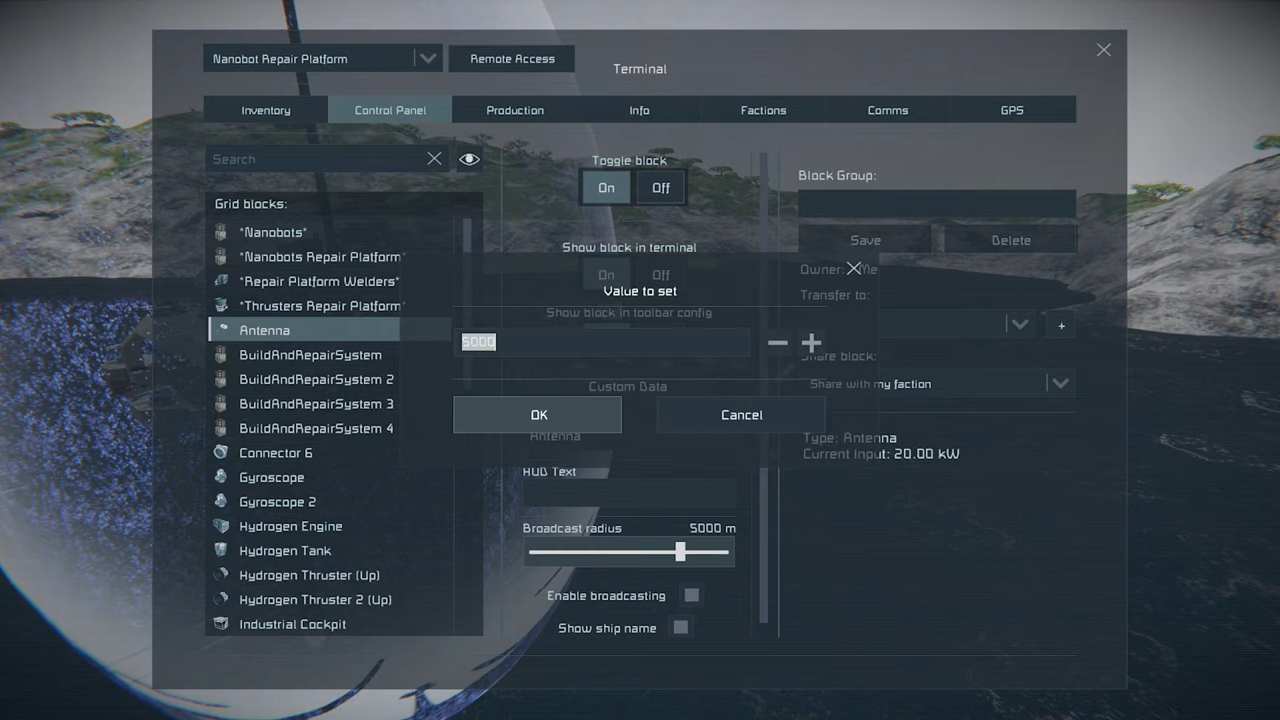 Nanobot Repair Platform
Remote Access
Terminal
Inventory
Control Panel
Production
Info
Factions
Comms
GPS
Search
Grid blocks:
*Nanobots*
*Nanobots Repair Platform*
*Repair Platform Welders*
*Thrusters Repair Platform*
Antenna
BuildAndRepairSystem
BuildAndRepairSystem 2
BuildAndRepairSystem 3
BuildAndRepairSystem 4
Connector 6
Gyroscope
Gyroscope 2
Hydrogen Engine
Hydrogen Tank
Hydrogen Thruster (Up)
Hydrogen Thruster 2 (Up)
Industrial Cockpit
Toggle block
On Off
Show block in terminal
On Off
Value to set
Show block in toolbar config
5000
Custom Data
OK
Cancel
Antenna
HUD Text
Broadcast radius 5000 m
Enable broadcasting
Show ship name
Block Group:
Save
Delete
Owner: Me
Transfer to:
Share block:
Share with my faction
Type: Antenna
Current Input: 20.00 kW